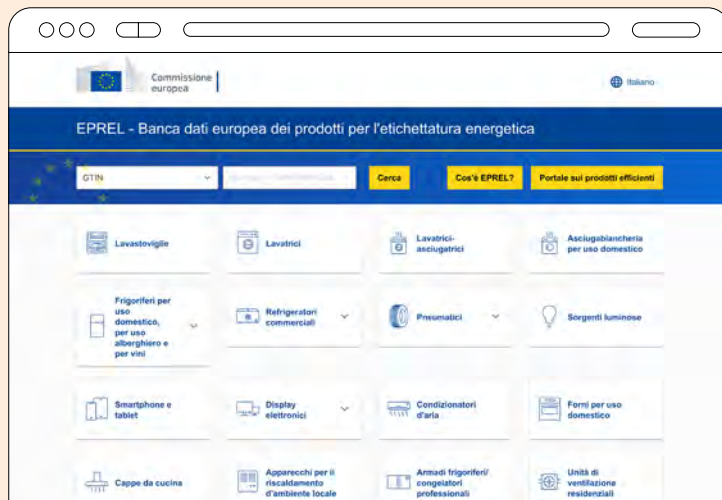 Commissione
europea
Italiano
EPREL - Banca dati europea dei prodotti per l'etichettatura energetica
GTIN
Cerca
Cos'è EPREL?
Portale sui prodotti efficienti
Lavastoviglie
Lavatrici
Lavatrici-
asciugatrici
Asciugabiancheria
per uso domestico
Frigoriferi per
uso
domestico,
per uso
alberghiero e
per vini
Refrigeratori
commerciali
Pneumatici
Sorgenti luminose
Smartphone e
tablet
Display
elettronici
Condizionatori
d'aria
Forni per uso
domestico
Cappe da cucina
Apparecchi per il
riscaldamento
d'ambiente locale
Armadi frigoriferi/
congelatori
professionali
Unità di
ventilazione
residenziali